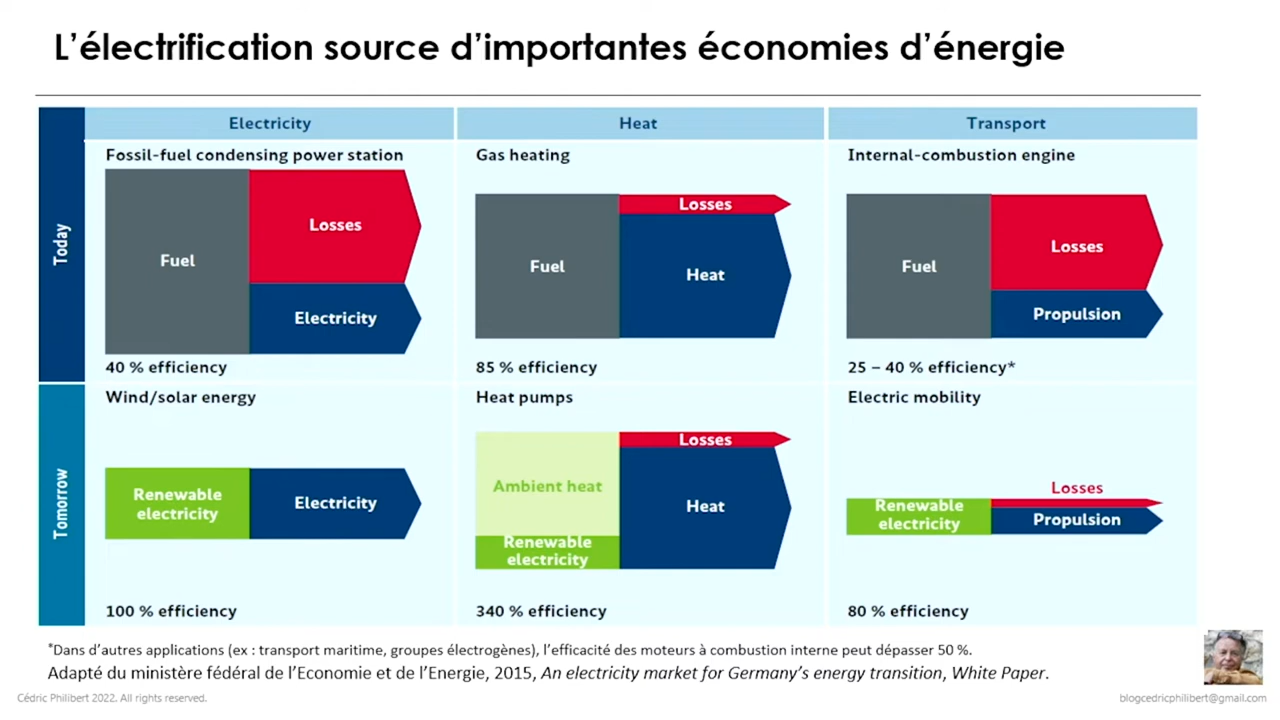 L’électrification source d’importantes économies d’énergie
Electricity
Heat
Transport
Today
Fossil-fuel condensing power station
Fuel
Losses
Electricity
40 % efficiency
Gas heating
Fuel
Losses
Heat
85 % efficiency
Internal-combustion engine
Fuel
Losses
Propulsion
25 – 40 % efficiency*
Tomorrow
Wind/solar energy
Renewable
electricity
Electricity
100 % efficiency
Heat pumps
Ambient heat
Renewable
electricity
Losses
Heat
340 % efficiency
Electric mobility
Renewable
electricity
Losses
Propulsion
80 % efficiency
*Dans d’autres applications (ex : transport maritime, groupes électrogènes), l’efficacité des moteurs à combustion interne peut dépasser 50 %.
Adapté du ministère fédéral de l’Economie et de l’Energie, 2015, An electricity market for Germany’s energy transition, White Paper.
Cédric Philibert 2022. All rights reserved.
blogcedricphilibert@gmail.com